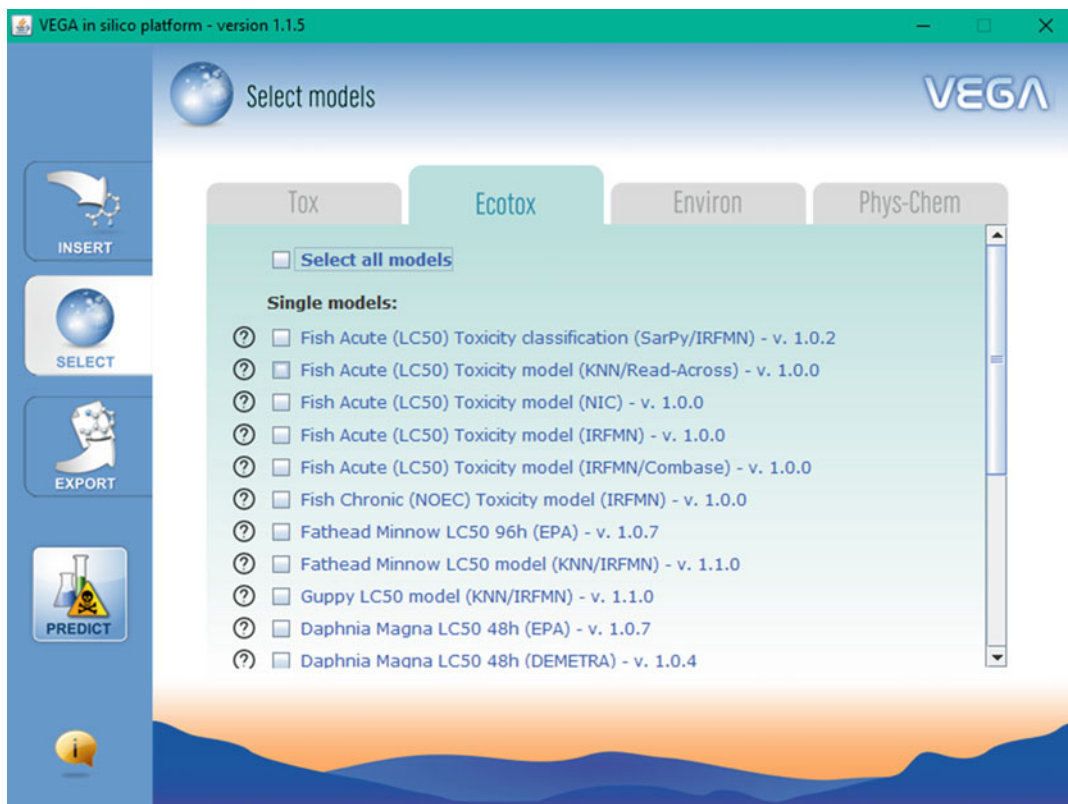 VEGA in silico platform - version 1.1.5
Select models
VEGA
INSERT
SELECT
EXPORT
PREDICT
i
Tox
Ecotox
Environ
Phys-Chem
Select all models
Single models:
? Fish Acute (LC50) Toxicity classification (SarPy/IRFMN) - v. 1.0.2
? Fish Acute (LC50) Toxicity model (KNN/Read-Across) - v. 1.0.0
? Fish Acute (LC50) Toxicity model (NIC) - v. 1.0.0
? Fish Acute (LC50) Toxicity model (IRFMN) - v. 1.0.0
? Fish Acute (LC50) Toxicity model (IRFMN/Combase) - v. 1.0.0
? Fish Chronic (NOEC) Toxicity model (IRFMN) - v. 1.0.0
? Fathead Minnow LC50 96h (EPA) - v. 1.0.7
? Fathead Minnow LC50 model (KNN/IRFMN) - v. 1.1.0
? Guppy LC50 model (KNN/IRFMN) - v. 1.1.0
? Daphnia Magna LC50 48h (EPA) - v. 1.0.7
? Daphnia Magna LC50 48h (DEMETRA) - v. 1.0.4